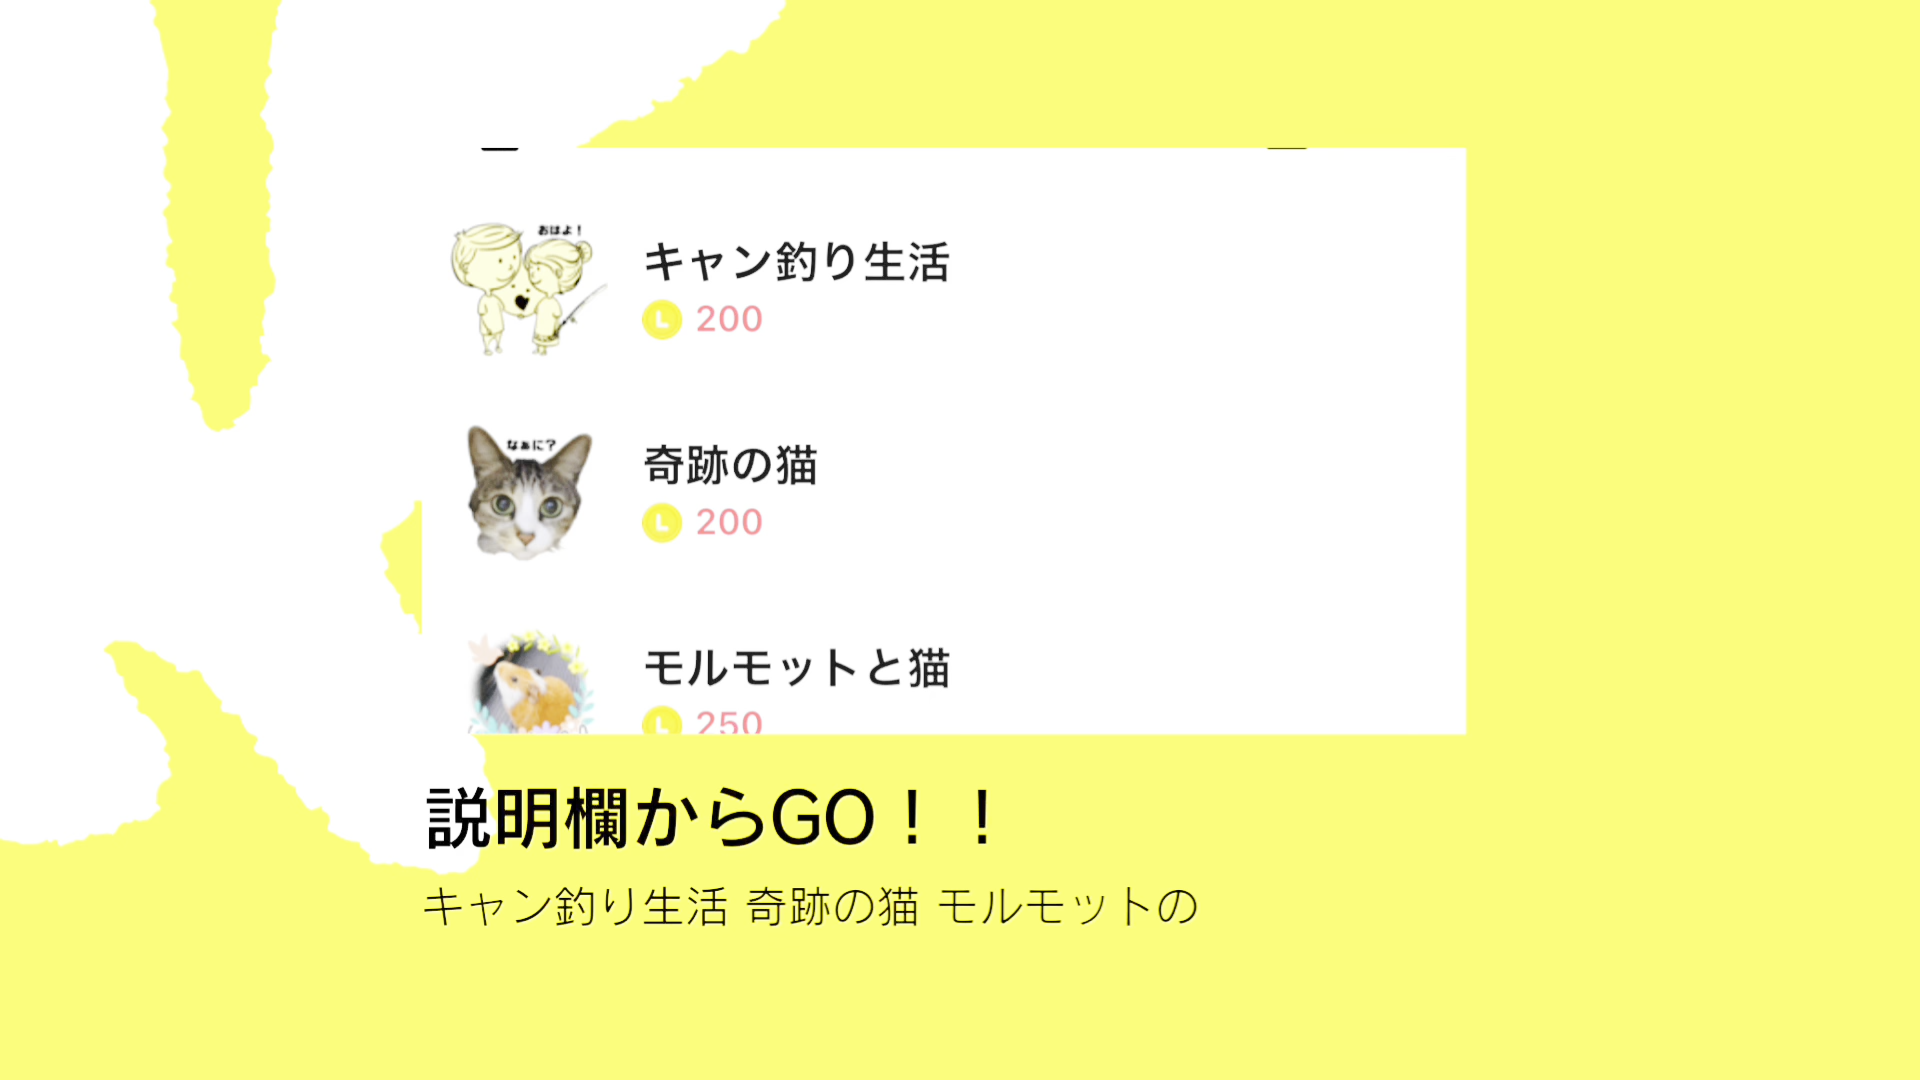 おはよ！
キャン釣り生活
L 200
なぁに？
奇跡の猫
L 200
モルモットと猫
L 250
説明欄からGO！！
キャン釣り生活 奇跡の猫 モルモットの